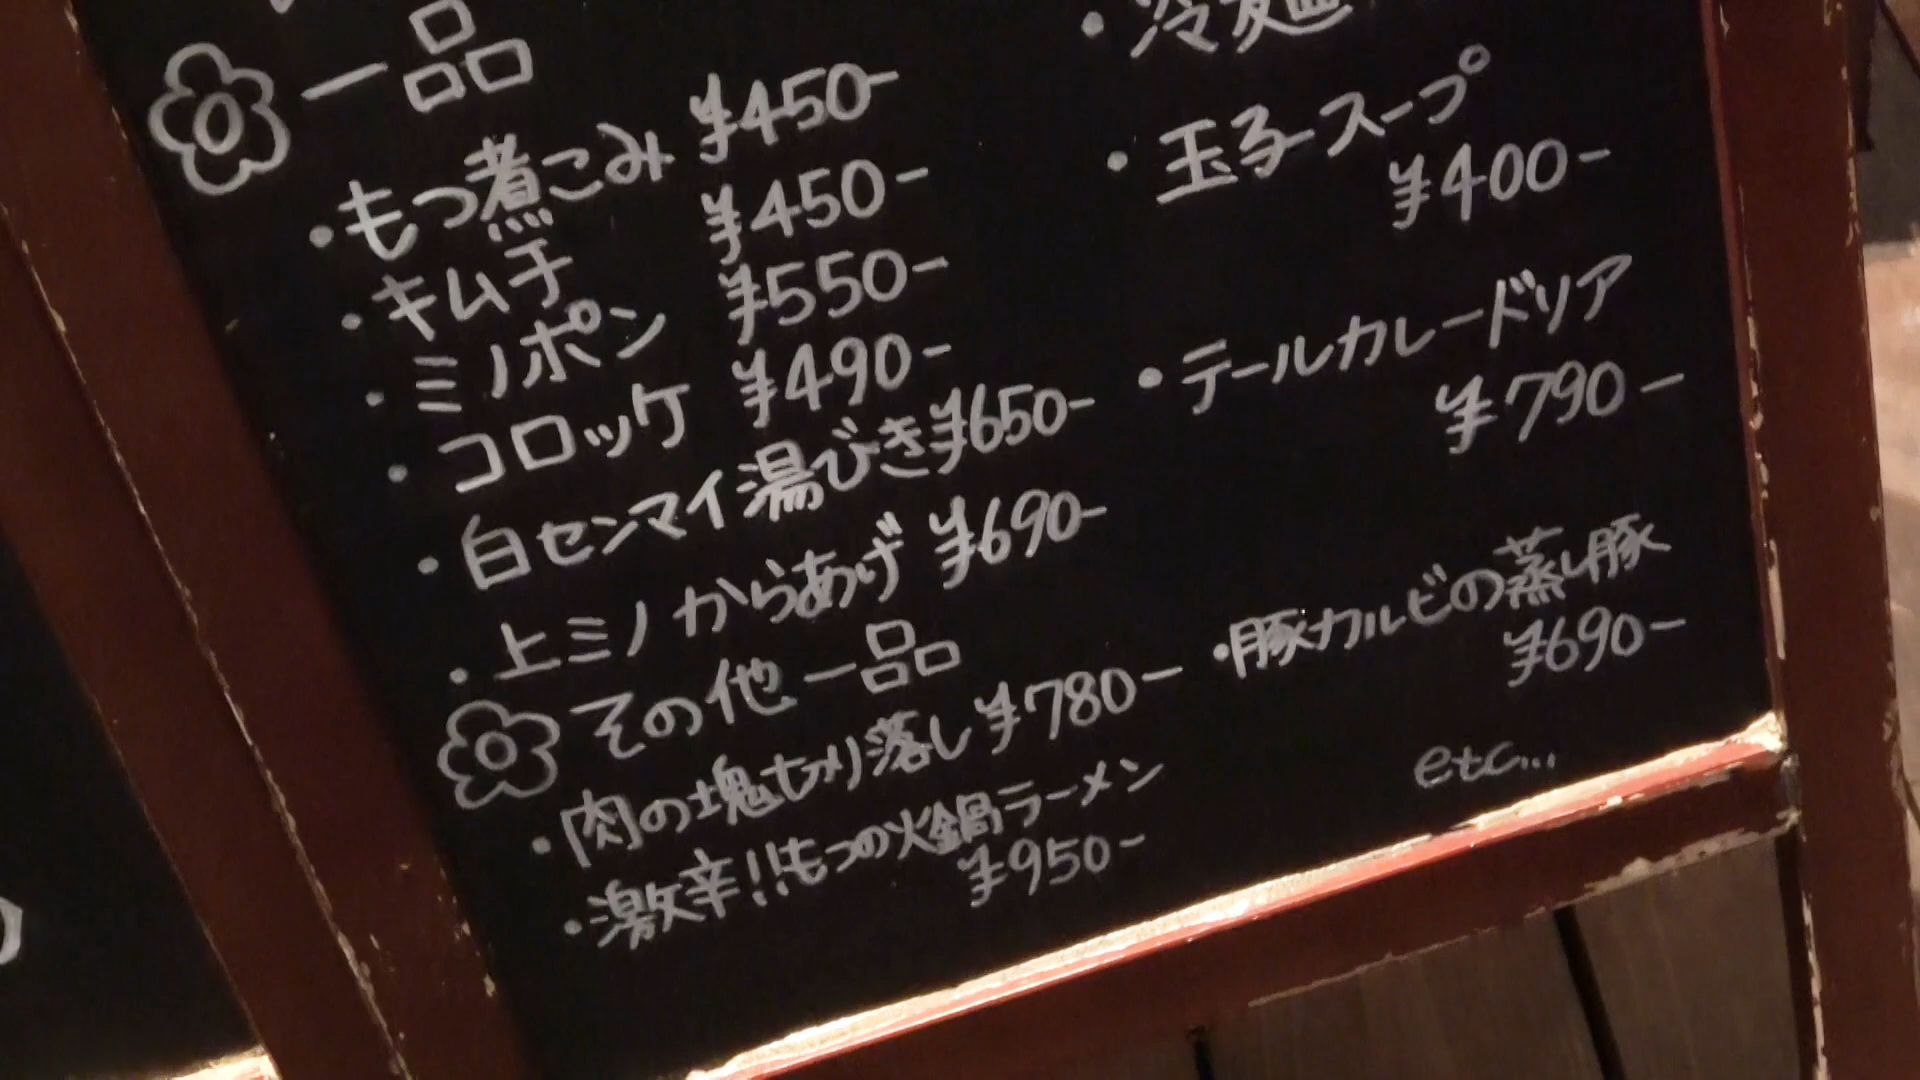 一品
・もつ煮こみ ¥450-
・キムチ ¥450-
・ミノポン ¥550-
・コロッケ ¥490-
・白センマイ湯びき ¥650-
・上ミノからあげ ¥690-
その他一品
・肉の塊切り落し ¥780-
・激辛!!もつの火鍋ラーメン
¥950-
・冷麺
・玉子スープ
¥400-
・テールカレードリア
¥790-
・豚カルビの蒸し豚
¥690-
etc...